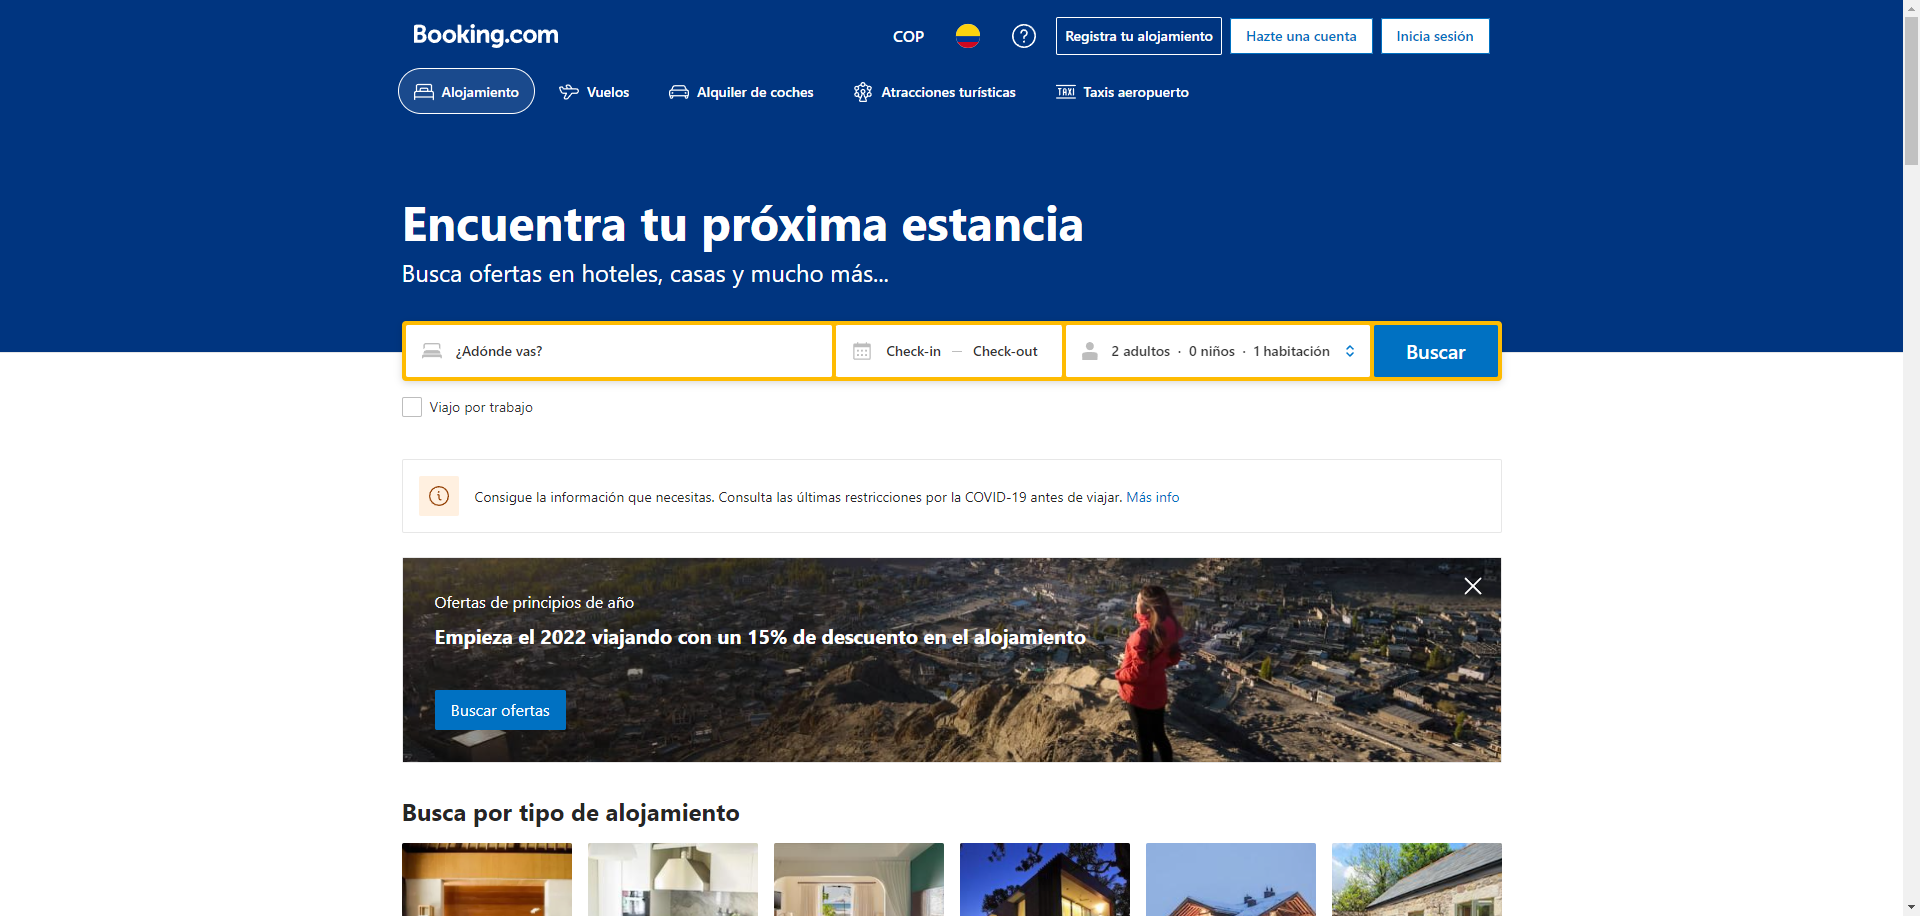 Booking.com
COP
Registra tu alojamiento
Hazte una cuenta
Inicia sesión
Alojamiento
Vuelos
Alquiler de coches
Atracciones turísticas
TAXI
Taxis aeropuerto
Encuentra tu próxima estancia
Busca ofertas en hoteles, casas y mucho más...
¿Adónde vas?
Check-in — Check-out
2 adultos · 0 niños · 1 habitación
Buscar
Viajo por trabajo
Consigue la información que necesitas. Consulta las últimas restricciones por la COVID-19 antes de viajar. Más info
Ofertas de principios de año
Empieza el 2022 viajando con un 15% de descuento en el alojamiento
Buscar ofertas
Busca por tipo de alojamiento